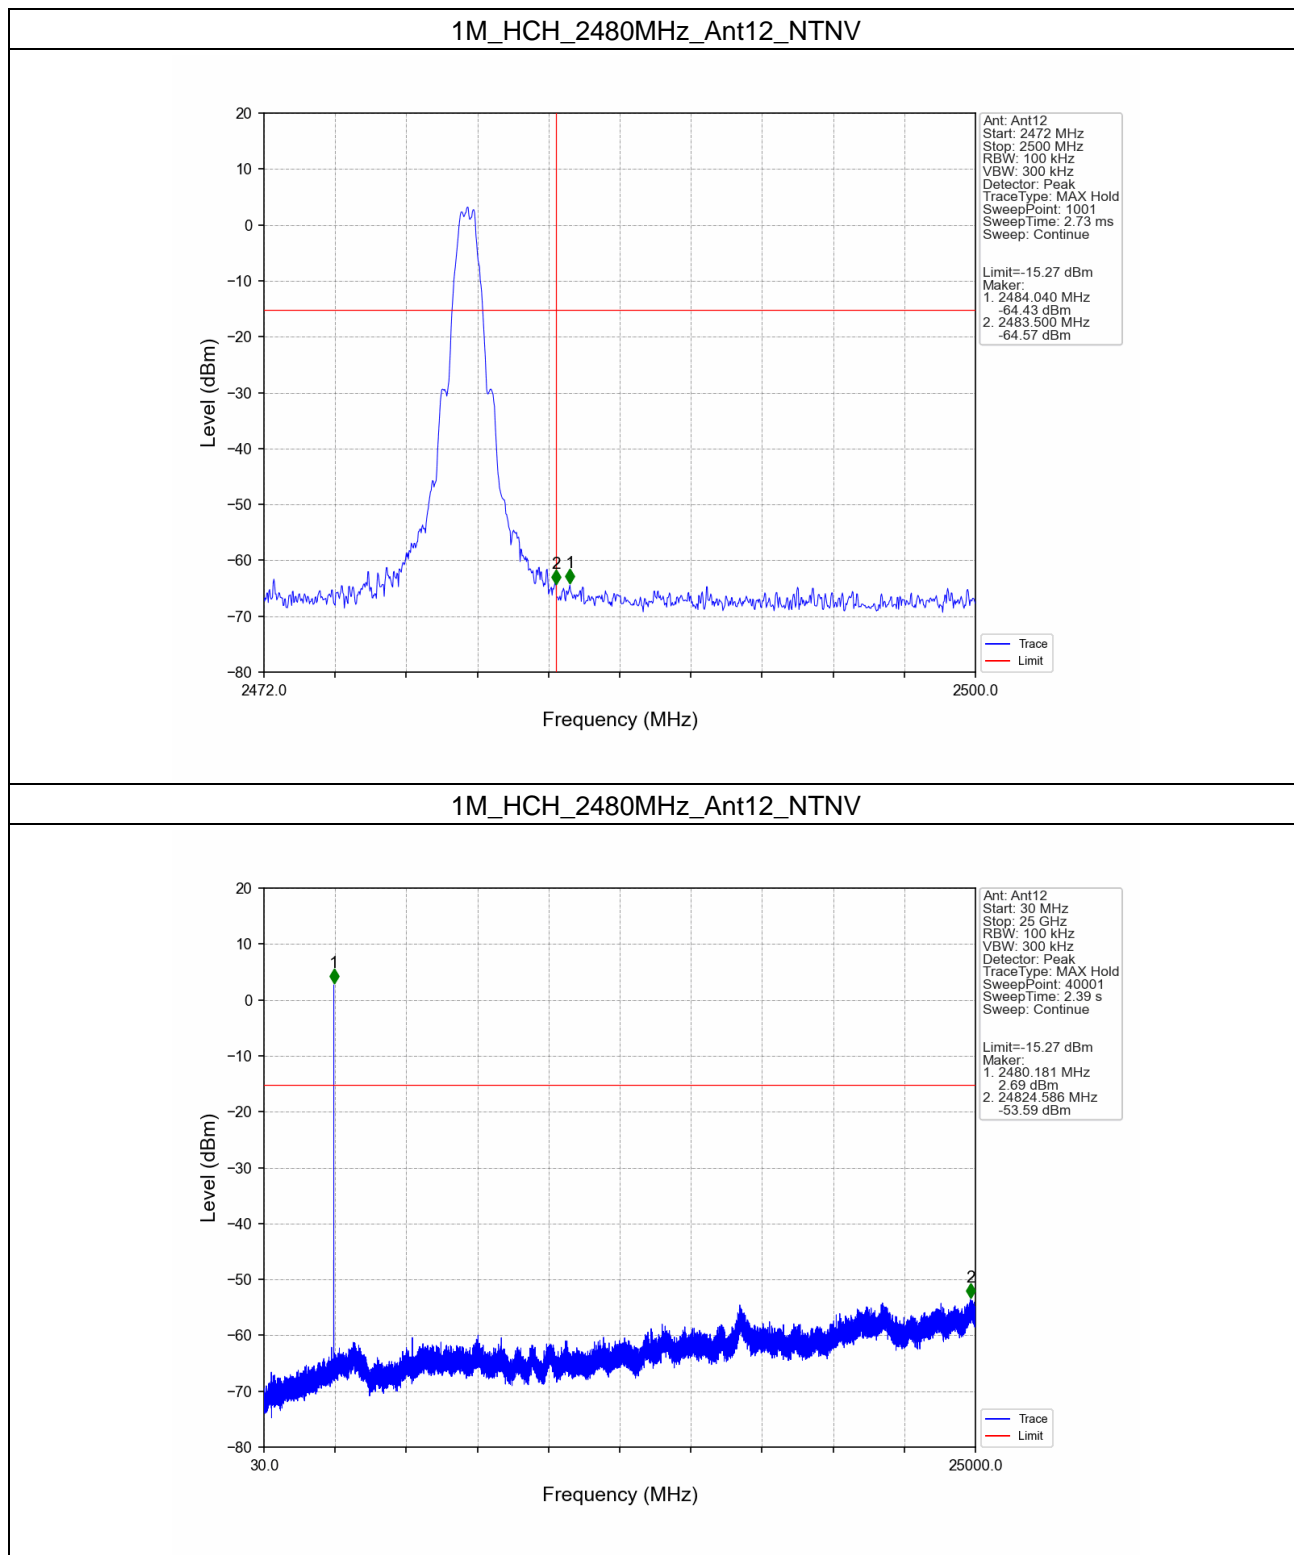 1M_HCH_2480MHz_Ant12_NTNV
20
10
0
−10
−20
−30
−40
−50
−60
−70
−80
Level (dBm)
2472.0
2500.0
Frequency (MHz)
2
1
Ant: Ant12
Start: 2472 MHz
Stop: 2500 MHz
RBW: 100 kHz
VBW: 300 kHz
Detector: Peak
TraceType: MAX Hold
SweepPoint: 1001
SweepTime: 2.73 ms
Sweep: Continue
Limit=-15.27 dBm
Maker:
1. 2484.040 MHz
-64.43 dBm
2. 2483.500 MHz
-64.57 dBm
Trace
Limit
1M_HCH_2480MHz_Ant12_NTNV
20
10
0
−10
−20
−30
−40
−50
−60
−70
−80
Level (dBm)
30.0
25000.0
Frequency (MHz)
1
2
Ant: Ant12
Start: 30 MHz
Stop: 25 GHz
RBW: 100 kHz
VBW: 300 kHz
Detector: Peak
TraceType: MAX Hold
SweepPoint: 40001
SweepTime: 2.39 s
Sweep: Continue
Limit=-15.27 dBm
Maker:
1. 2480.181 MHz
2.69 dBm
2. 24824.586 MHz
-53.59 dBm
Trace
Limit